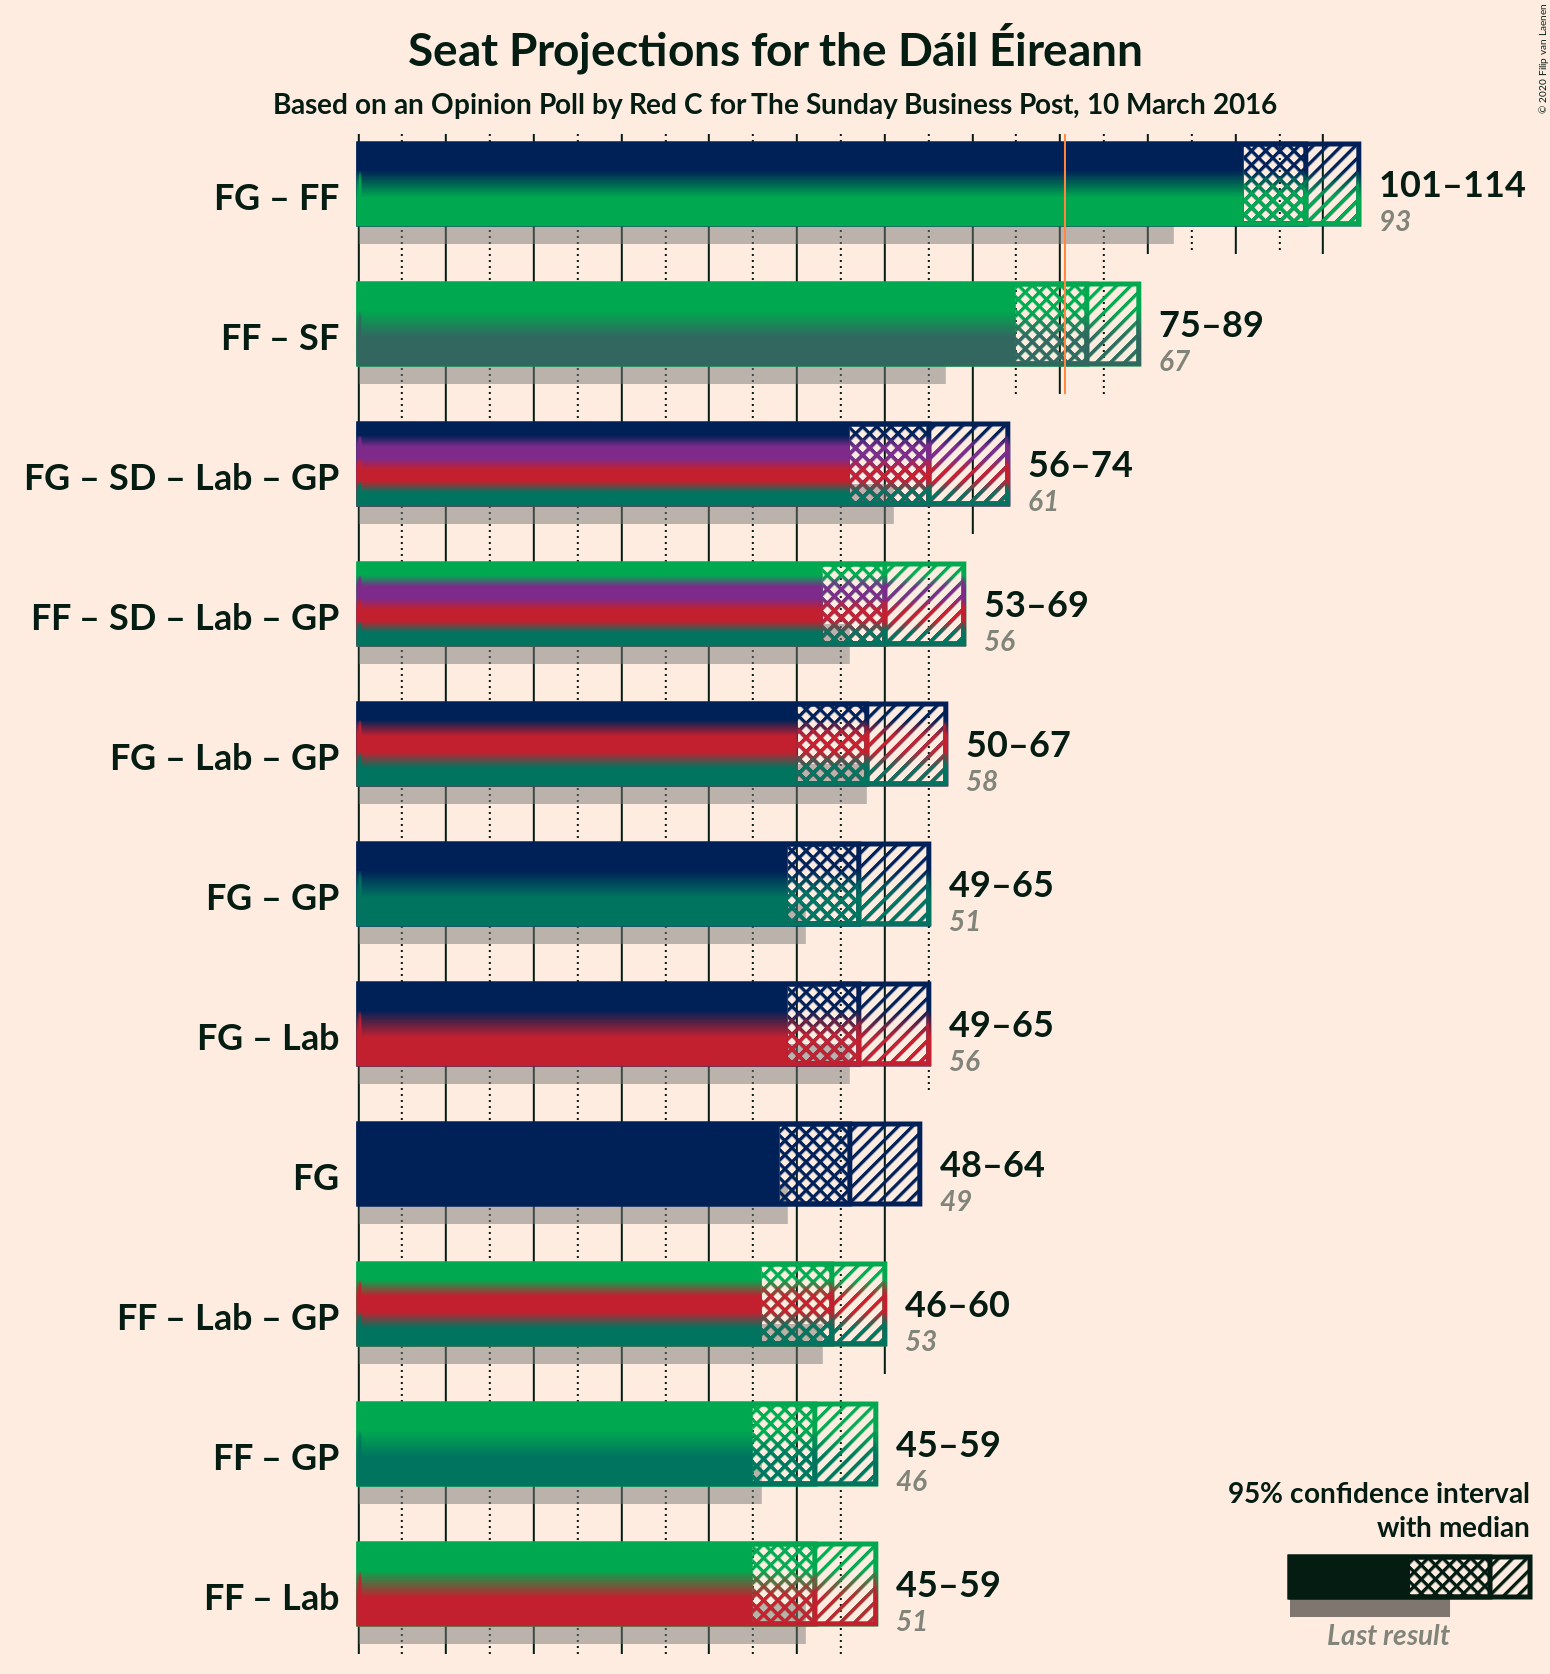 Seat Projections for the Dáil Éireann
Based on an Opinion Poll by Red C for The Sunday Business Post, 10 March 2016
© 2020 Filip van Laenen
FG – FF
101–114
93
FF – SF
75–89
67
FG – SD – Lab – GP
56–74
61
FF – SD – Lab – GP
53–69
56
FG – Lab – GP
50–67
58
FG – GP
49–65
51
FG – Lab
49–65
56
FG
48–64
49
FF – Lab – GP
46–60
53
FF – GP
45–59
46
FF – Lab
45–59
51
95% confidence interval
with median
Last result